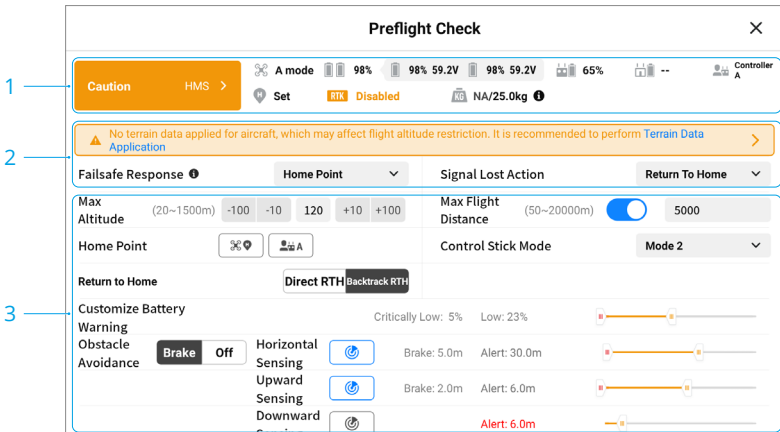 Preflight Check
1
Caution HMS
A mode 98% 98% 59.2V 98% 59.2V 65% -- Controller A
H Set RTK Disabled KG NA/25.0kg
2
No terrain data applied for aircraft, which may affect flight altitude restriction. It is recommended to perform Terrain Data
Application
Failsafe Response Home Point Signal Lost Action Return To Home
3
Max Altitude (20~1500m) -100 -10 120 +10 +100 Max Flight Distance (50~20000m) 5000
Home Point A Control Stick Mode Mode 2
Return to Home Direct RTH Backtrack RTH
Customize Battery Warning Critically Low: 5% Low: 23%
Obstacle Avoidance Brake Off Horizontal Sensing Brake: 5.0m Alert: 30.0m
Upward Sensing Brake: 2.0m Alert: 6.0m
Downward Alert: 6.0m